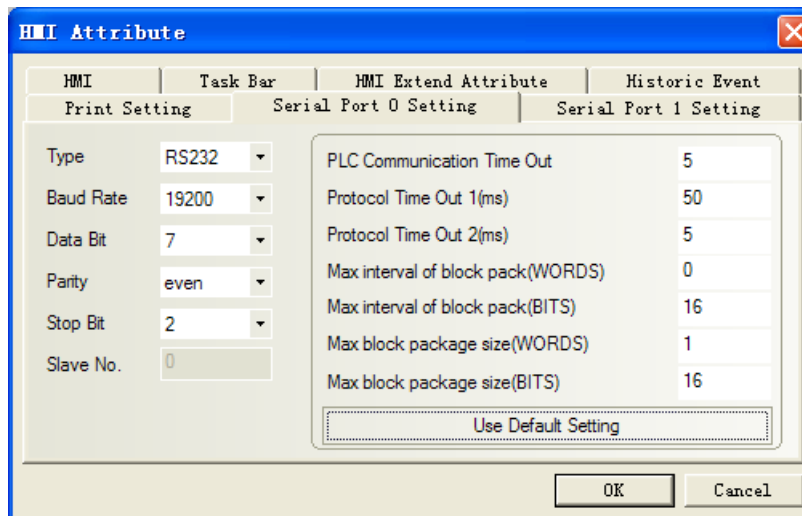 HMI Attribute
HMI Task Bar HMI Extend Attribute Historic Event
Print Setting Serial Port 0 Setting Serial Port 1 Setting
Type RS232
Baud Rate 19200
Data Bit 7
Parity even
Stop Bit 2
Slave No. 0
PLC Communication Time Out 5
Protocol Time Out 1(ms) 50
Protocol Time Out 2(ms) 5
Max interval of block pack(WORDS) 0
Max interval of block pack(BITS) 16
Max block package size(WORDS) 1
Max block package size(BITS) 16
Use Default Setting
OK Cancel